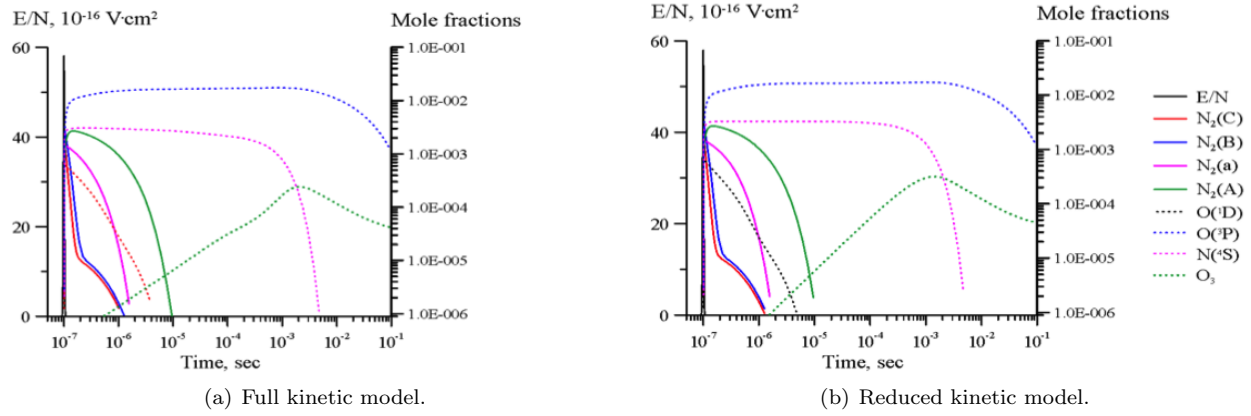 E/N, 10⁻¹⁶ V·cm²
Mole fractions
60
40
20
0
1.0E-001
1.0E-002
1.0E-003
1.0E-004
1.0E-005
1.0E-006
10⁻⁷ 10⁻⁶ 10⁻⁵ 10⁻⁴ 10⁻³ 10⁻² 10⁻¹
Time, sec
(a) Full kinetic model.
E/N, 10⁻¹⁶ V·cm²
Mole fractions
60
40
20
0
1.0E-001
1.0E-002
1.0E-003
1.0E-004
1.0E-005
1.0E-006
10⁻⁷ 10⁻⁶ 10⁻⁵ 10⁻⁴ 10⁻³ 10⁻² 10⁻¹
Time, sec
(b) Reduced kinetic model.
E/N
N₂(C)
N₂(B)
N₂(a)
N₂(A)
O(¹D)
O(³P)
N(⁴S)
O₃